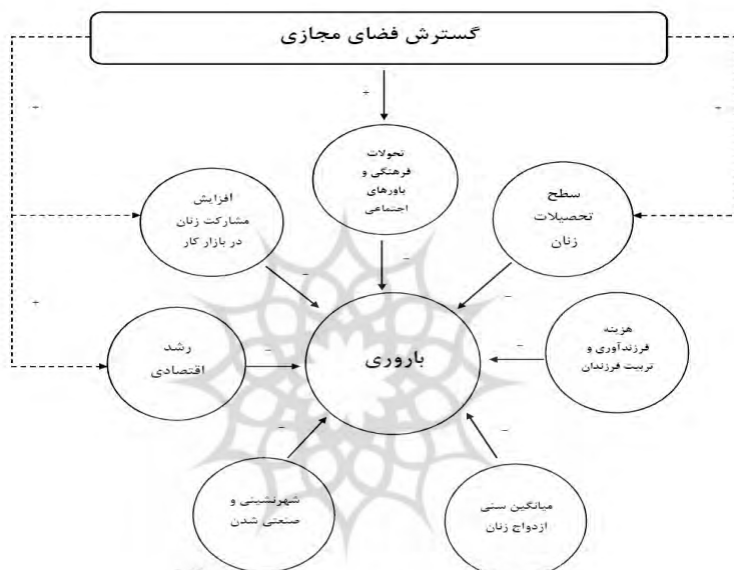 گسترش فضای مجازی
+
+
+
تحولات
فرهنگی و
باورهای
اجتماعی
سطح
تحصیلات
زنان
افزایش
مشارکت زنان
در بازار کار
–
–
–
+
هزینه
فرزندآوری و
تربیت فرزندان
–
باروری
–
رشد
اقتصادی
–
–
میانگین سنی
ازدواج زنان
شهرنشینی و
صنعتی شدن